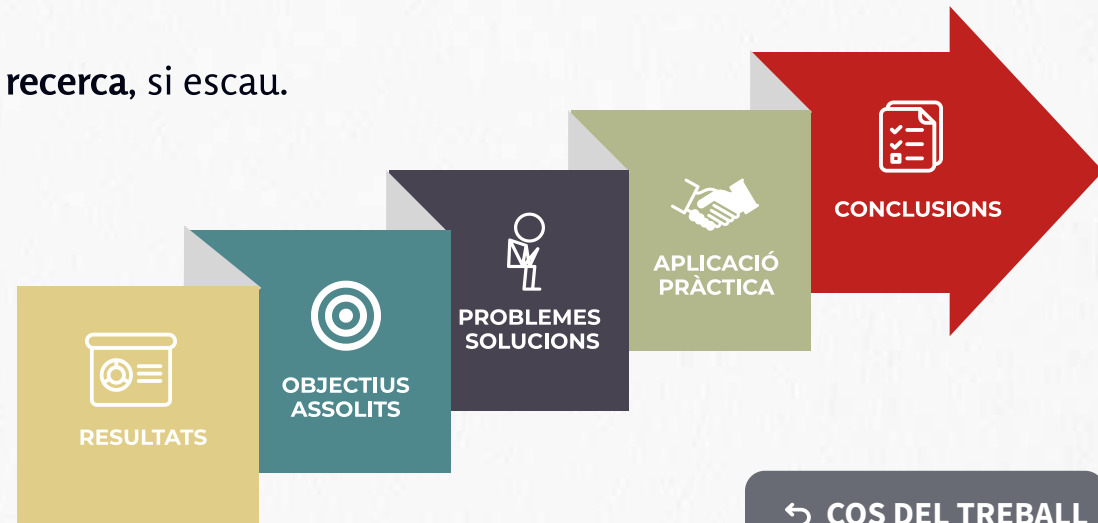 recerca, si escau.
RESULTATS
OBJECTIUS
ASSOLITS
PROBLEMES
SOLUCIONS
APLICACIÓ
PRÀCTICA
CONCLUSIONS
COS DEL TREBALL